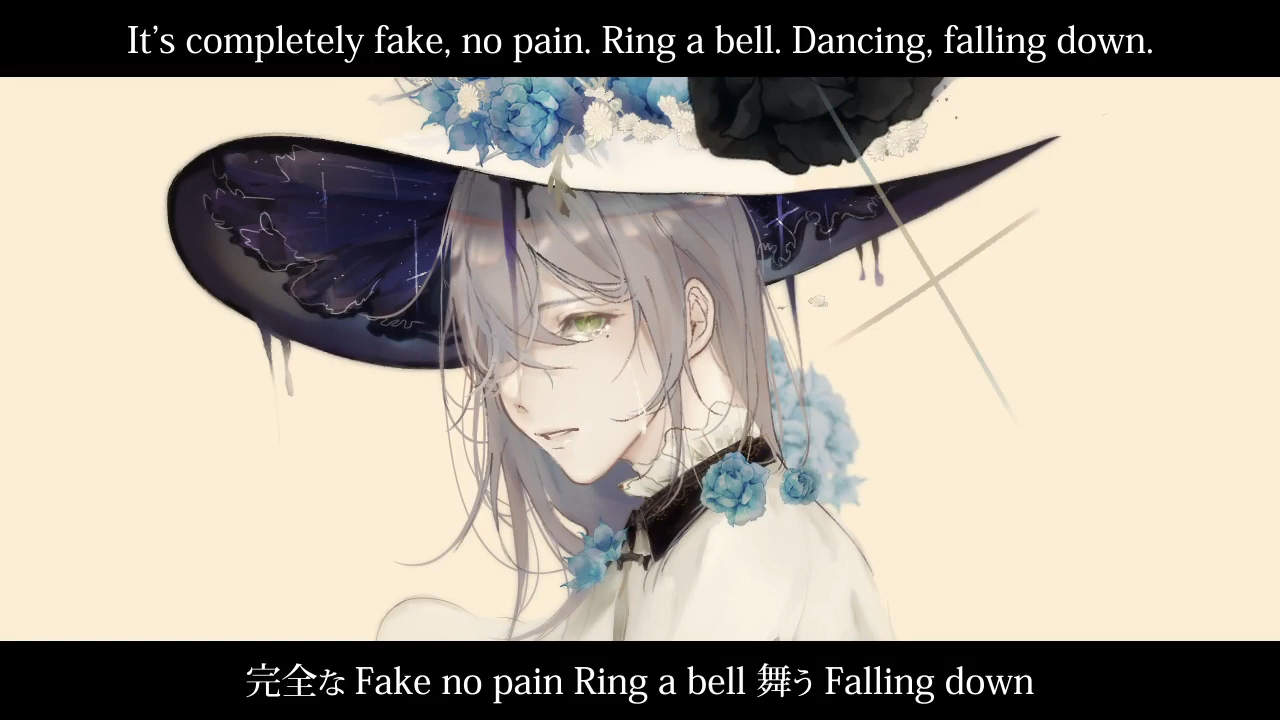 It’s completely fake, no pain. Ring a bell. Dancing, falling down.
完全な Fake no pain Ring a bell 舞う Falling down